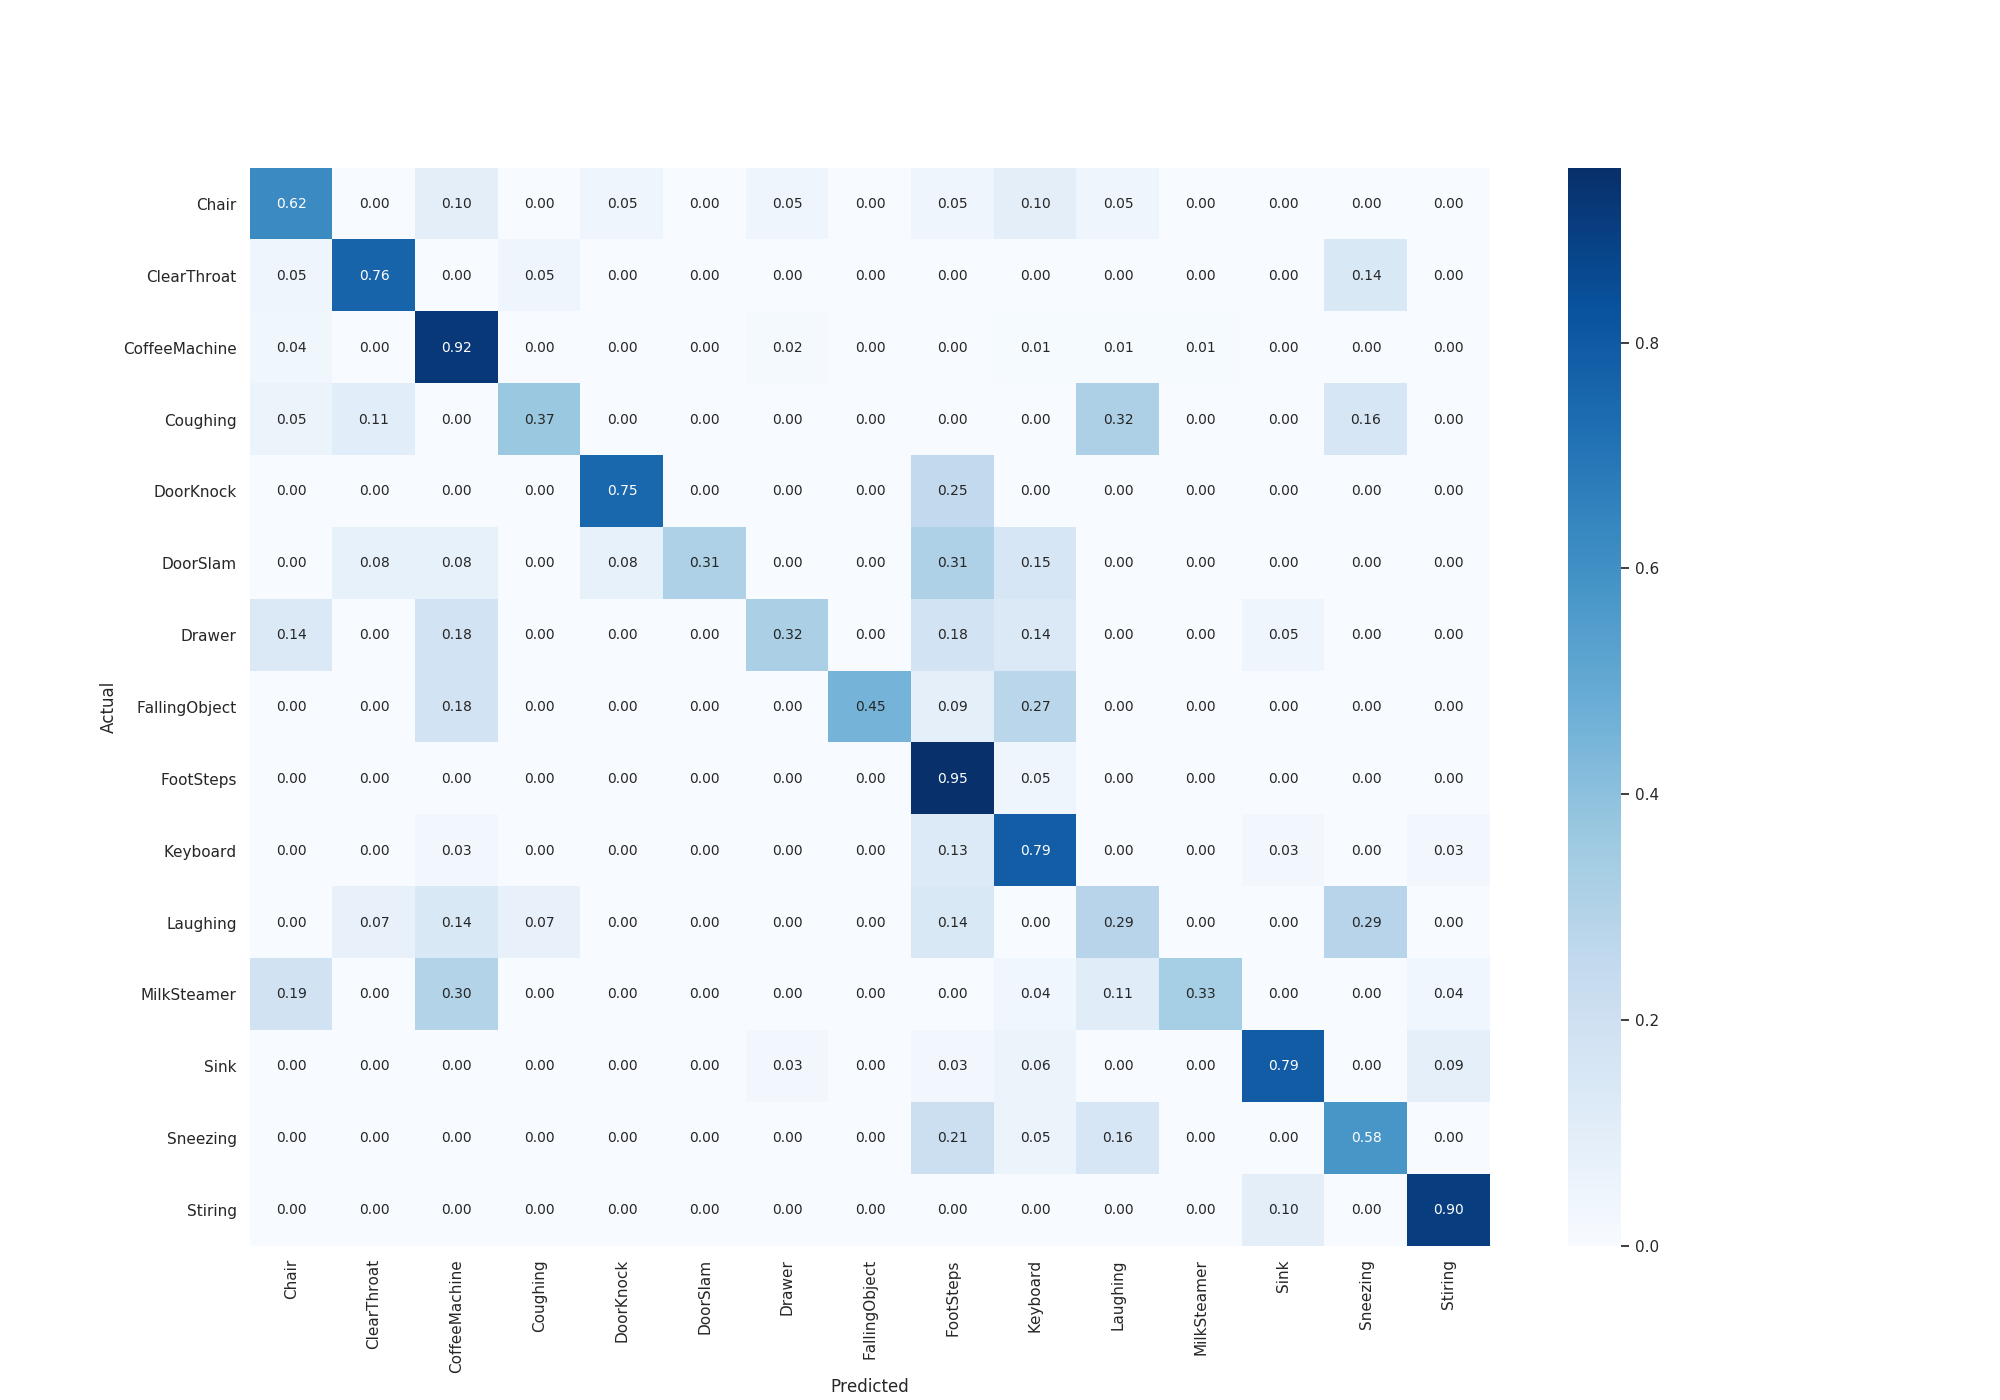 Chair 0.62 0.00 0.10 0.00 0.05 0.00 0.05 0.00 0.05 0.10 0.05 0.00 0.00 0.00 0.00
ClearThroat 0.05 0.76 0.00 0.05 0.00 0.00 0.00 0.00 0.00 0.00 0.00 0.00 0.00 0.14 0.00
CoffeeMachine 0.04 0.00 0.92 0.00 0.00 0.00 0.02 0.00 0.00 0.01 0.01 0.01 0.00 0.00 0.00
0.8
Coughing 0.05 0.11 0.00 0.37 0.00 0.00 0.00 0.00 0.00 0.00 0.32 0.00 0.00 0.16 0.00
DoorKnock 0.00 0.00 0.00 0.00 0.75 0.00 0.00 0.00 0.25 0.00 0.00 0.00 0.00 0.00 0.00
DoorSlam 0.00 0.08 0.08 0.00 0.08 0.31 0.00 0.00 0.31 0.15 0.00 0.00 0.00 0.00 0.00
0.6
Drawer 0.14 0.00 0.18 0.00 0.00 0.00 0.32 0.00 0.18 0.14 0.00 0.00 0.05 0.00 0.00
Actual
FallingObject 0.00 0.00 0.18 0.00 0.00 0.00 0.00 0.45 0.09 0.27 0.00 0.00 0.00 0.00 0.00
FootSteps 0.00 0.00 0.00 0.00 0.00 0.00 0.00 0.00 0.95 0.05 0.00 0.00 0.00 0.00 0.00
0.4
Keyboard 0.00 0.00 0.03 0.00 0.00 0.00 0.00 0.00 0.13 0.79 0.00 0.00 0.03 0.00 0.03
Laughing 0.00 0.07 0.14 0.07 0.00 0.00 0.00 0.00 0.14 0.00 0.29 0.00 0.00 0.29 0.00
MilkSteamer 0.19 0.00 0.30 0.00 0.00 0.00 0.00 0.00 0.00 0.04 0.11 0.33 0.00 0.00 0.04
0.2
Sink 0.00 0.00 0.00 0.00 0.00 0.00 0.03 0.00 0.03 0.06 0.00 0.00 0.79 0.00 0.09
Sneezing 0.00 0.00 0.00 0.00 0.00 0.00 0.00 0.00 0.21 0.05 0.16 0.00 0.00 0.58 0.00
Stiring 0.00 0.00 0.00 0.00 0.00 0.00 0.00 0.00 0.00 0.00 0.00 0.00 0.10 0.00 0.90
0.0
Chair
ClearThroat
CoffeeMachine
Coughing
DoorKnock
DoorSlam
Drawer
FallingObject
FootSteps
Keyboard
Laughing
MilkSteamer
Sink
Sneezing
Stiring
Predicted